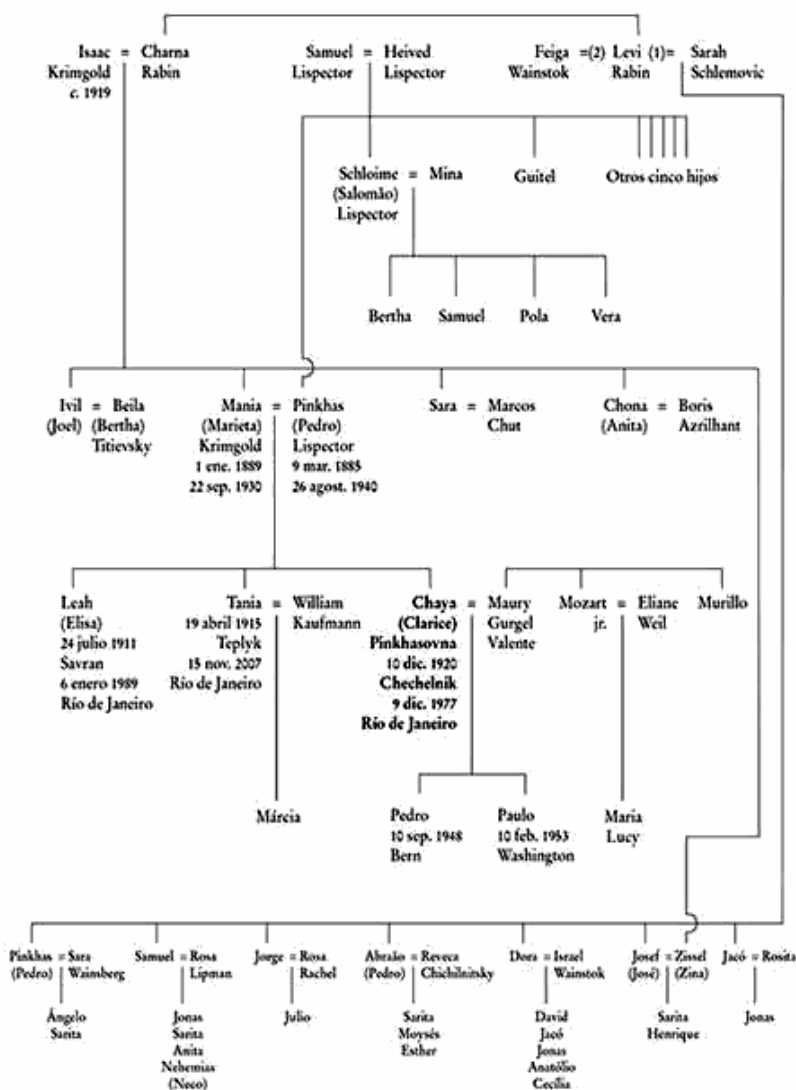 Isaac = Charna
Krimgold Rabin
c. 1919
Samuel = Heived
Lispector Lispector
Feiga =(2) Levi (1)= Sarah
Wainstok Rabin Schlemovic
Schloime = Mina
(Salomão)
Lispector
Guitel
Otros cinco hijos
Bertha Samuel Pola Vera
Ivil = Beila
(Joel) (Bertha)
Titievsky
Mania = Pinkhas
(Marieta) (Pedro)
Krimgold Lispector
1 ene. 1889 9 mar. 1885
22 sep. 1930 26 agost. 1940
Sara = Marcos
Chut
Chona = Boris
(Anita) Azrilhant
Leah
(Elisa)
24 julio 1911
Savran
6 enero 1989
Río de Janeiro
Tania = William
19 abril 1915 Kaufmann
Teplyk
15 nov. 2007
Río de Janeiro
Chaya = Maury
(Clarice) Gurgel
Pinkhasovna Valente
10 dic. 1920
Chechelnik
9 dic. 1977
Río de Janeiro
Mozart = Eliane
jr. Weil
Murillo
Márcia
Pedro
10 sep. 1948
Bern
Paulo
10 feb. 1953
Washington
Maria
Lucy
Pinkhas = Sara
(Pedro) Wainsberg
Samuel = Rosa
Lipman
Jorge = Rosa
Rachel
Abraão = Reveca
(Pedro) Chichilnitsky
Dora = Israel
Wainstok
Josef = Zissel
(José) (Zina)
Jacó = Rosita
Ángelo
Sarita
Jonas
Sarita
Anita
Nehemias
(Neco)
Julio
Sarita
Moysés
Esther
David
Jacó
Jonas
Anatólio
Cecília
Sarita
Henrique
Jonas